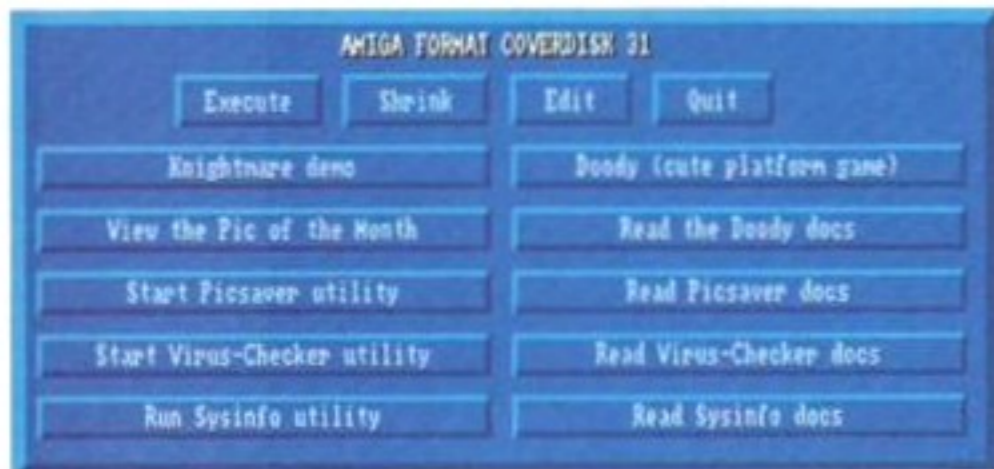 AMIGA FORMAT COVERDISK 31
Execute Shrink Edit Quit
Knightmare demo Doody (cute platform game)
View the Pic of the Month Read the Doody docs
Start Picsaver utility Read Picsaver docs
Start Virus-Checker utility Read Virus-Checker docs
Run Sysinfo utility Read Sysinfo docs